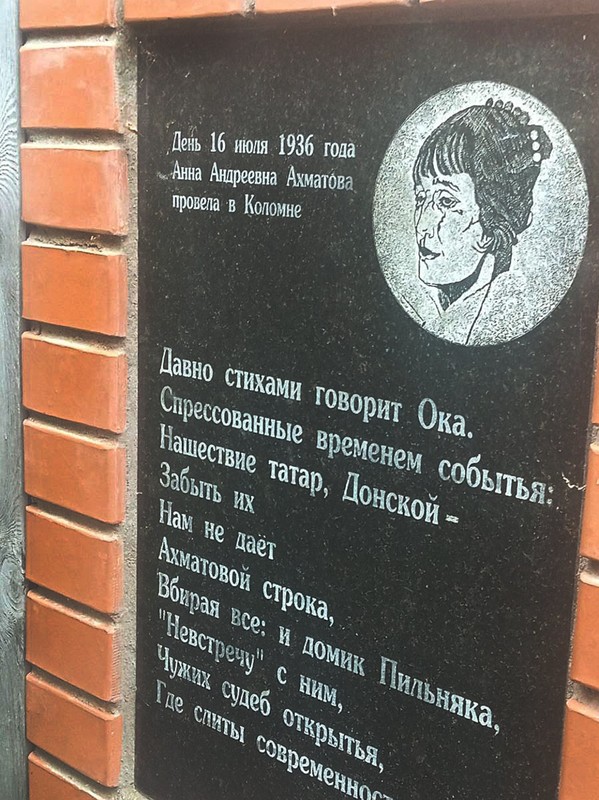 День 16 июля 1936 года
Анна Андреевна Ахматова
провела в Коломне
Давно стихами говорит Ока.
Спрессованные временем событья:
Нашествие татар, Донской -
Забыть их
Нам не даёт
Ахматовой строка,
Вбирая все: и домик Пильняка,
"Невстречу" с ним,
Чужих судеб открытья,
Где слиты